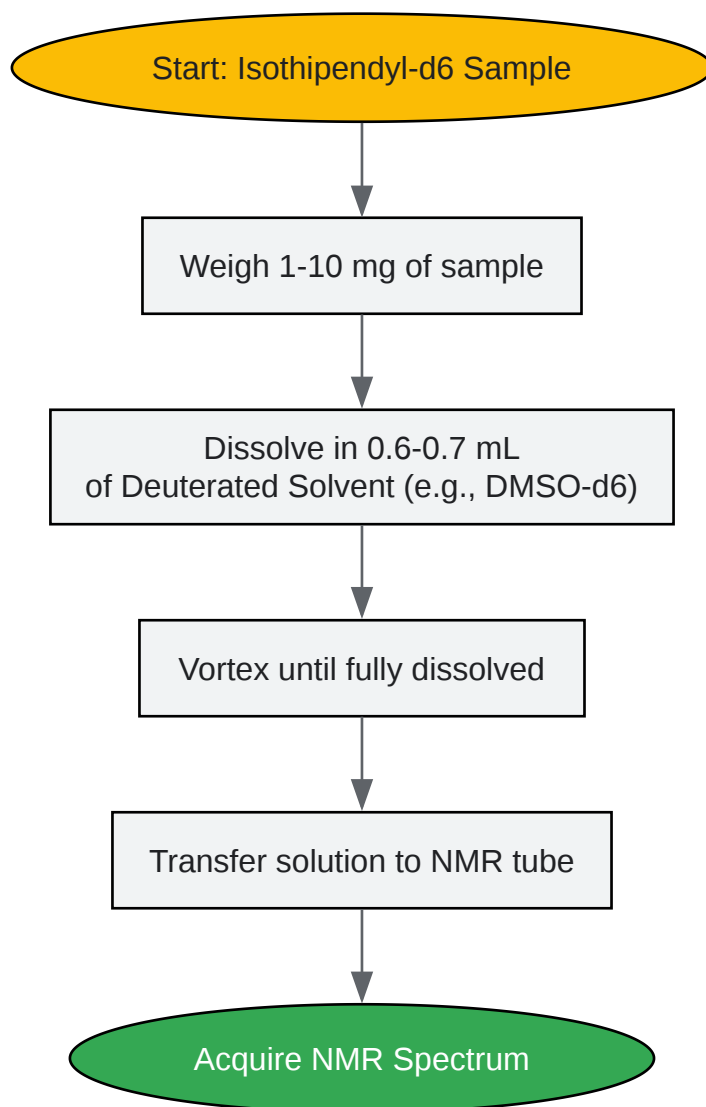 Start: Isothipendyl-d6 Sample
Weigh 1-10 mg of sample
Dissolve in 0.6-0.7 mL
of Deuterated Solvent (e.g., DMSO-d6)
Vortex until fully dissolved
Transfer solution to NMR tube
Acquire NMR Spectrum